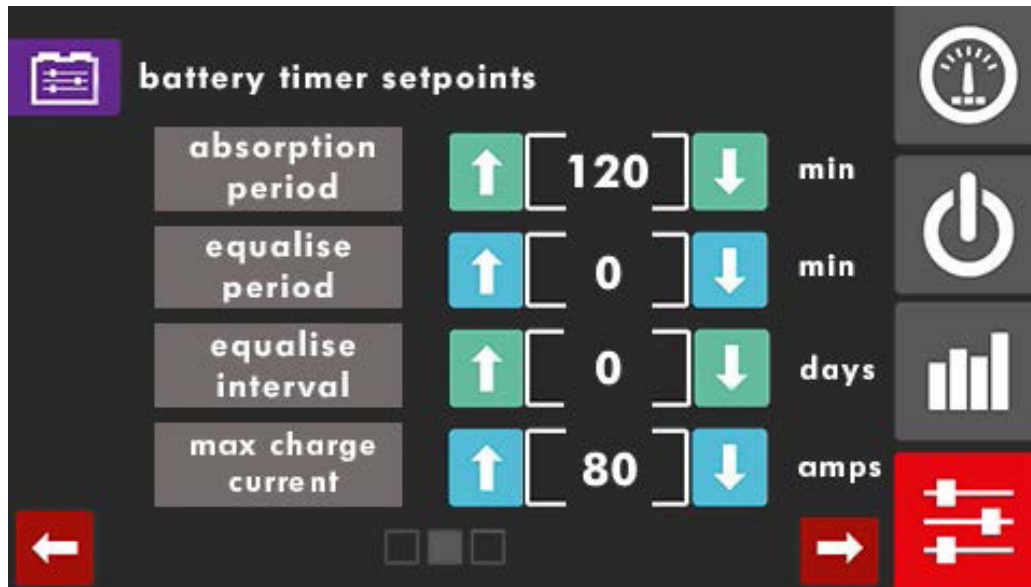 battery timer setpoints
absorption
period
120
min
equalise
period
0
min
equalise
interval
0
days
max charge
current
80
amps